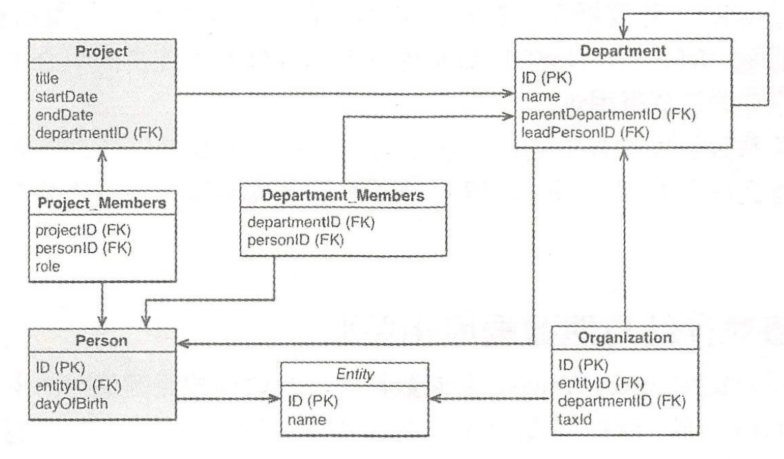 Project
title
startDate
endDate
departmentID (FK)
Department
ID (PK)
name
parentDepartmentID (FK)
leadPersonID (FK)
Project_Members
projectID (FK)
personID (FK)
role
Department_Members
departmentID (FK)
personID (FK)
Person
ID (PK)
entityID (FK)
dayOfBirth
Entity
ID (PK)
name
Organization
ID (PK)
entityID (FK)
departmentID (FK)
taxId